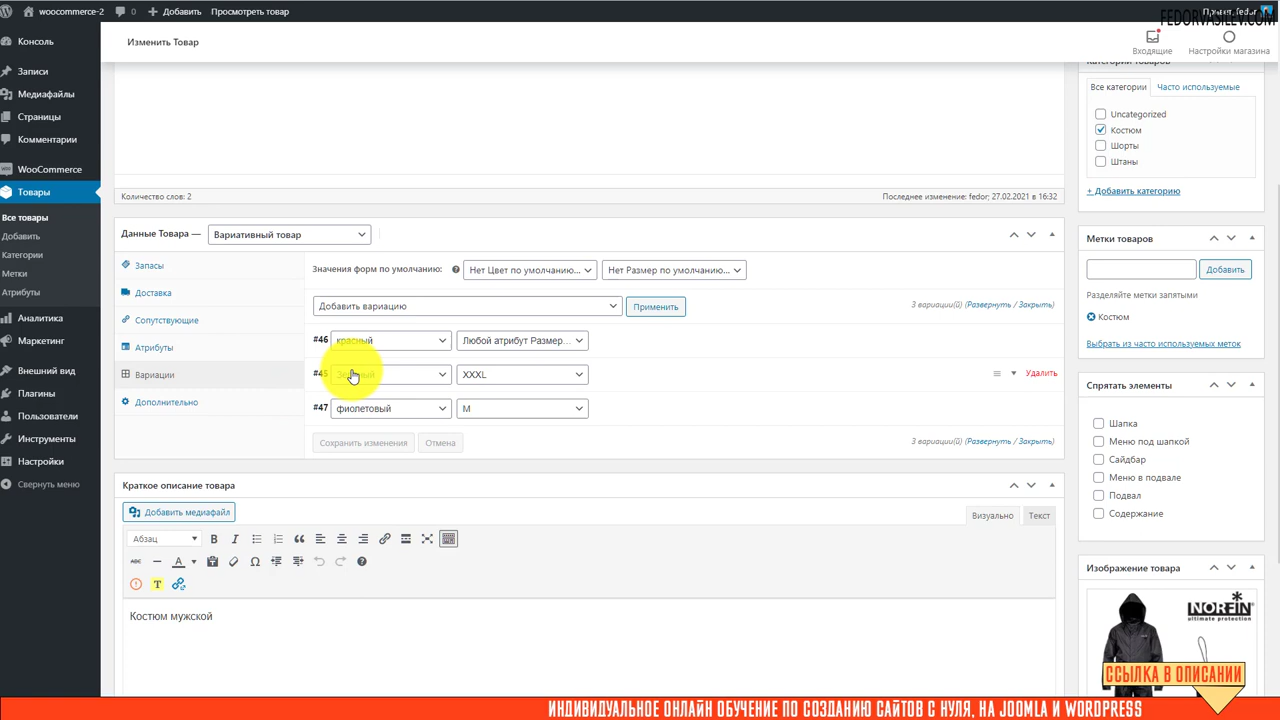 woocommerce-2
0
Добавить
Просмотреть товар
Привет, fedor
FEDORVASILEV.COM
Консоль
Записи
Медиафайлы
Страницы
Комментарии
WooCommerce
Товары
Все товары
Добавить
Категории
Метки
Атрибуты
Аналитика
Маркетинг
Внешний вид
Плагины
Пользователи
Инструменты
Настройки
Свернуть меню
Изменить Товар
Входящие
Настройки магазина
Количество слов: 2
Последнее изменение: fedor; 27.02.2021 в 16:32
Данные Товара —
Вариативный товар
Запасы
Доставка
Сопутствующие
Атрибуты
Вариации
Дополнительно
Значения форм по умолчанию:
Нет Цвет по умолчанию...
Нет Размер по умолчанию...
Добавить вариацию
Применить
3 вариации(й) (Развернуть / Закрыть)
#46 красный Любой атрибут Размер...
#45 Зеленый XXXL
Удалить
#47 фиолетовый M
Сохранить изменения
Отмена
3 вариации(й) (Развернуть / Закрыть)
Краткое описание товара
Добавить медиафайл
Визуально
Текст
Абзац
Костюм мужской
Категории товаров
Все категории
Часто используемые
Uncategorized
Костюм
Шорты
Штаны
+ Добавить категорию
Метки товаров
Добавить
Разделяйте метки запятыми
Костюм
Выбрать из часто используемых меток
Спрятать элементы
Шапка
Меню под шапкой
Сайдбар
Меню в подвале
Подвал
Содержание
Изображение товара
NORFIN
ultimate protection
ССЫЛКА В ОПИСАНИИ
ИНДИВИДУАЛЬНОЕ ОНЛАЙН ОБУЧЕНИЕ ПО СОЗДАНИЮ САЙТОВ С НУЛЯ, НА JOOMLA И WORDPRESS